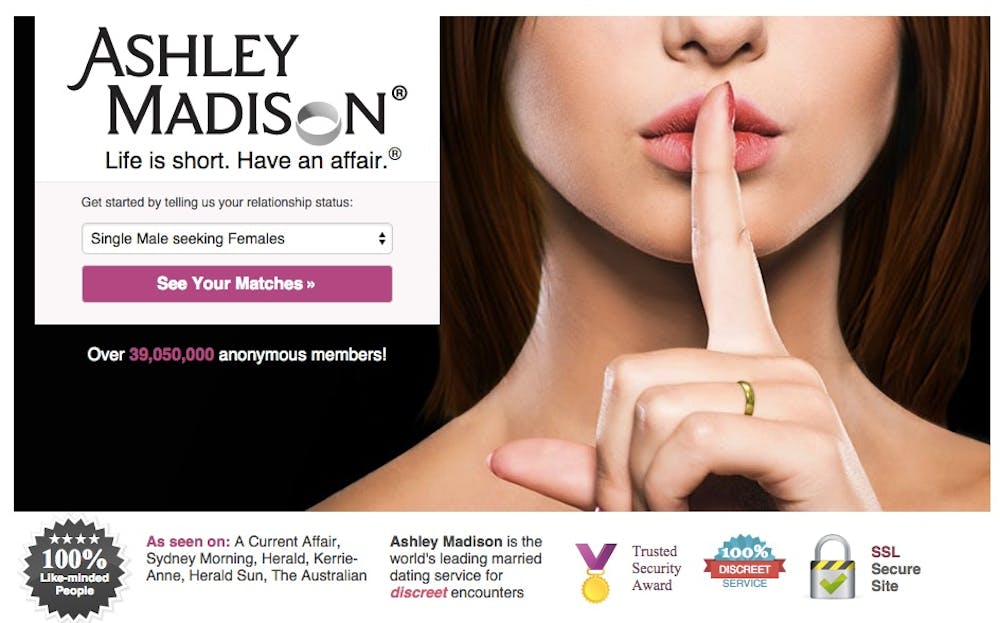 ASHLEY
MADISON®
Life is short. Have an affair.®
Get started by telling us your relationship status:
Single Male seeking Females
See Your Matches »
Over 39,050,000 anonymous members!
100%
Like-minded
People
As seen on: A Current Affair,
Sydney Morning, Herald, Kerrie-
Anne, Herald Sun, The Australian
Ashley Madison is the
world's leading married
dating service for
discreet encounters
Trusted
Security
Award
100%
DISCREET
SERVICE
SSL
Secure
Site